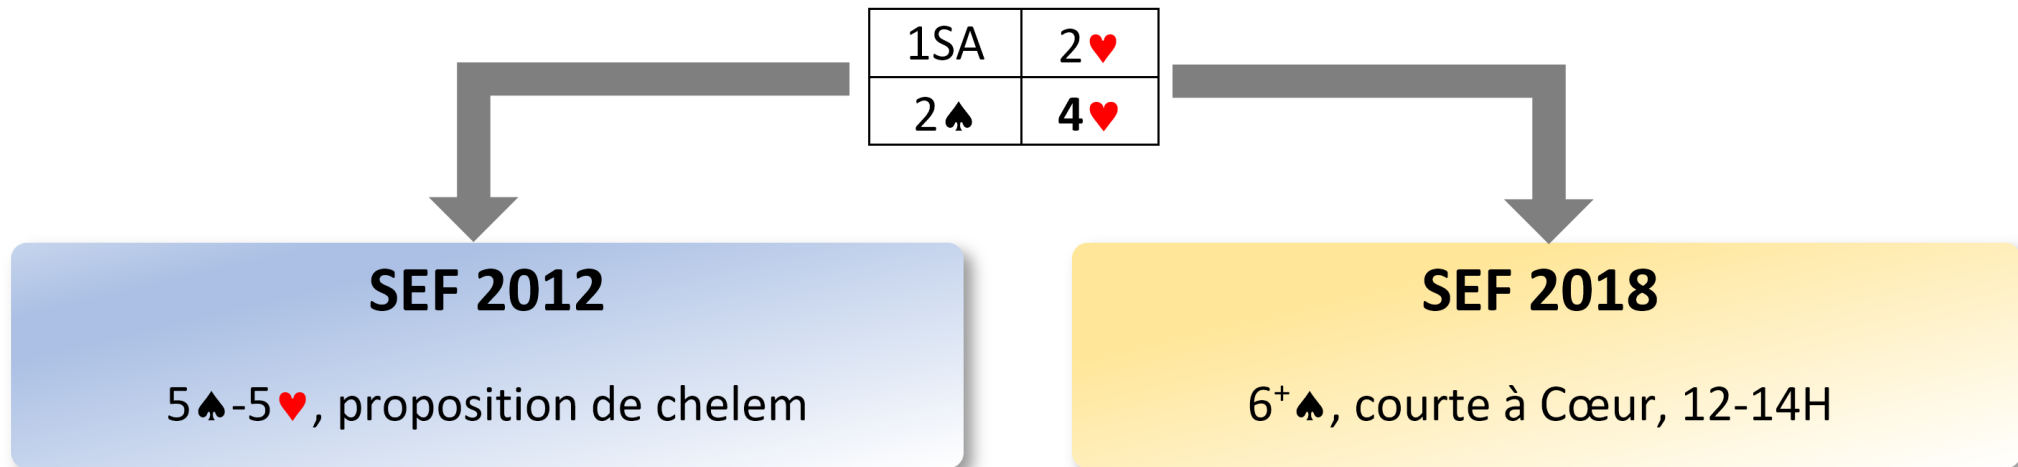 1SA 2♥
2♠ 4♥
SEF 2012
5♠-5♥, proposition de chelem
SEF 2018
6⁺♠, courte à Cœur, 12-14H